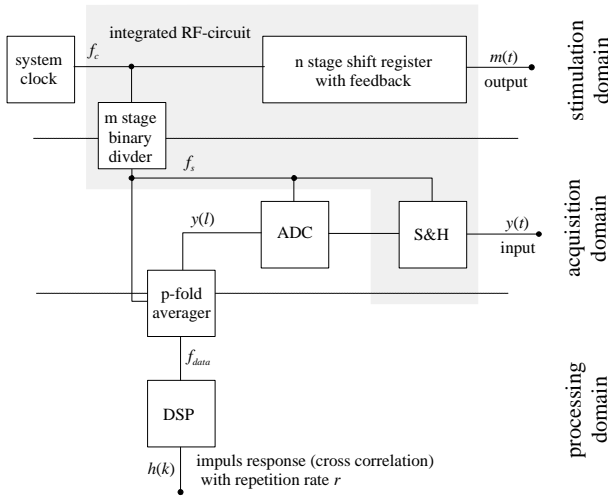 integrated RF-circuit
system
clock
f_c
n stage shift register
with feedback
m(t)
output
stimulation
domain
m stage
binary
divder
f_s
y(l)
ADC
S&H
y(t)
input
acquisition
domain
p-fold
averager
f_data
DSP
processing
domain
h(k)
impuls response (cross correlation)
with repetition rate r